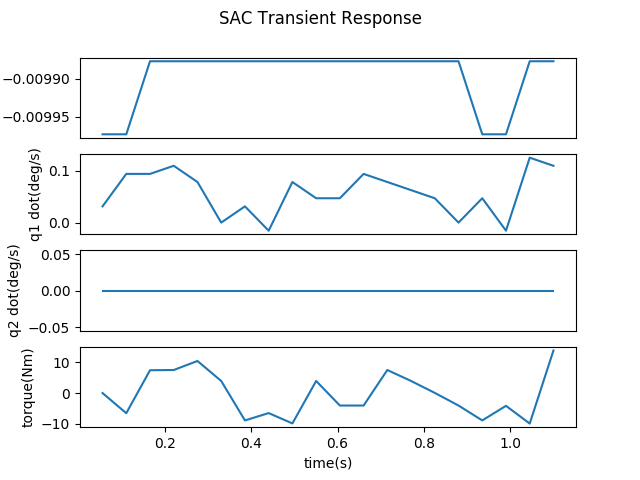 SAC Transient Response
−0.00990
−0.00995
0.1
0.0
q1 dot(deg/s)
0.05
0.00
−0.05
q2 dot(deg/s)
10
0
−10
torque(Nm)
0.2 0.4 0.6 0.8 1.0
time(s)